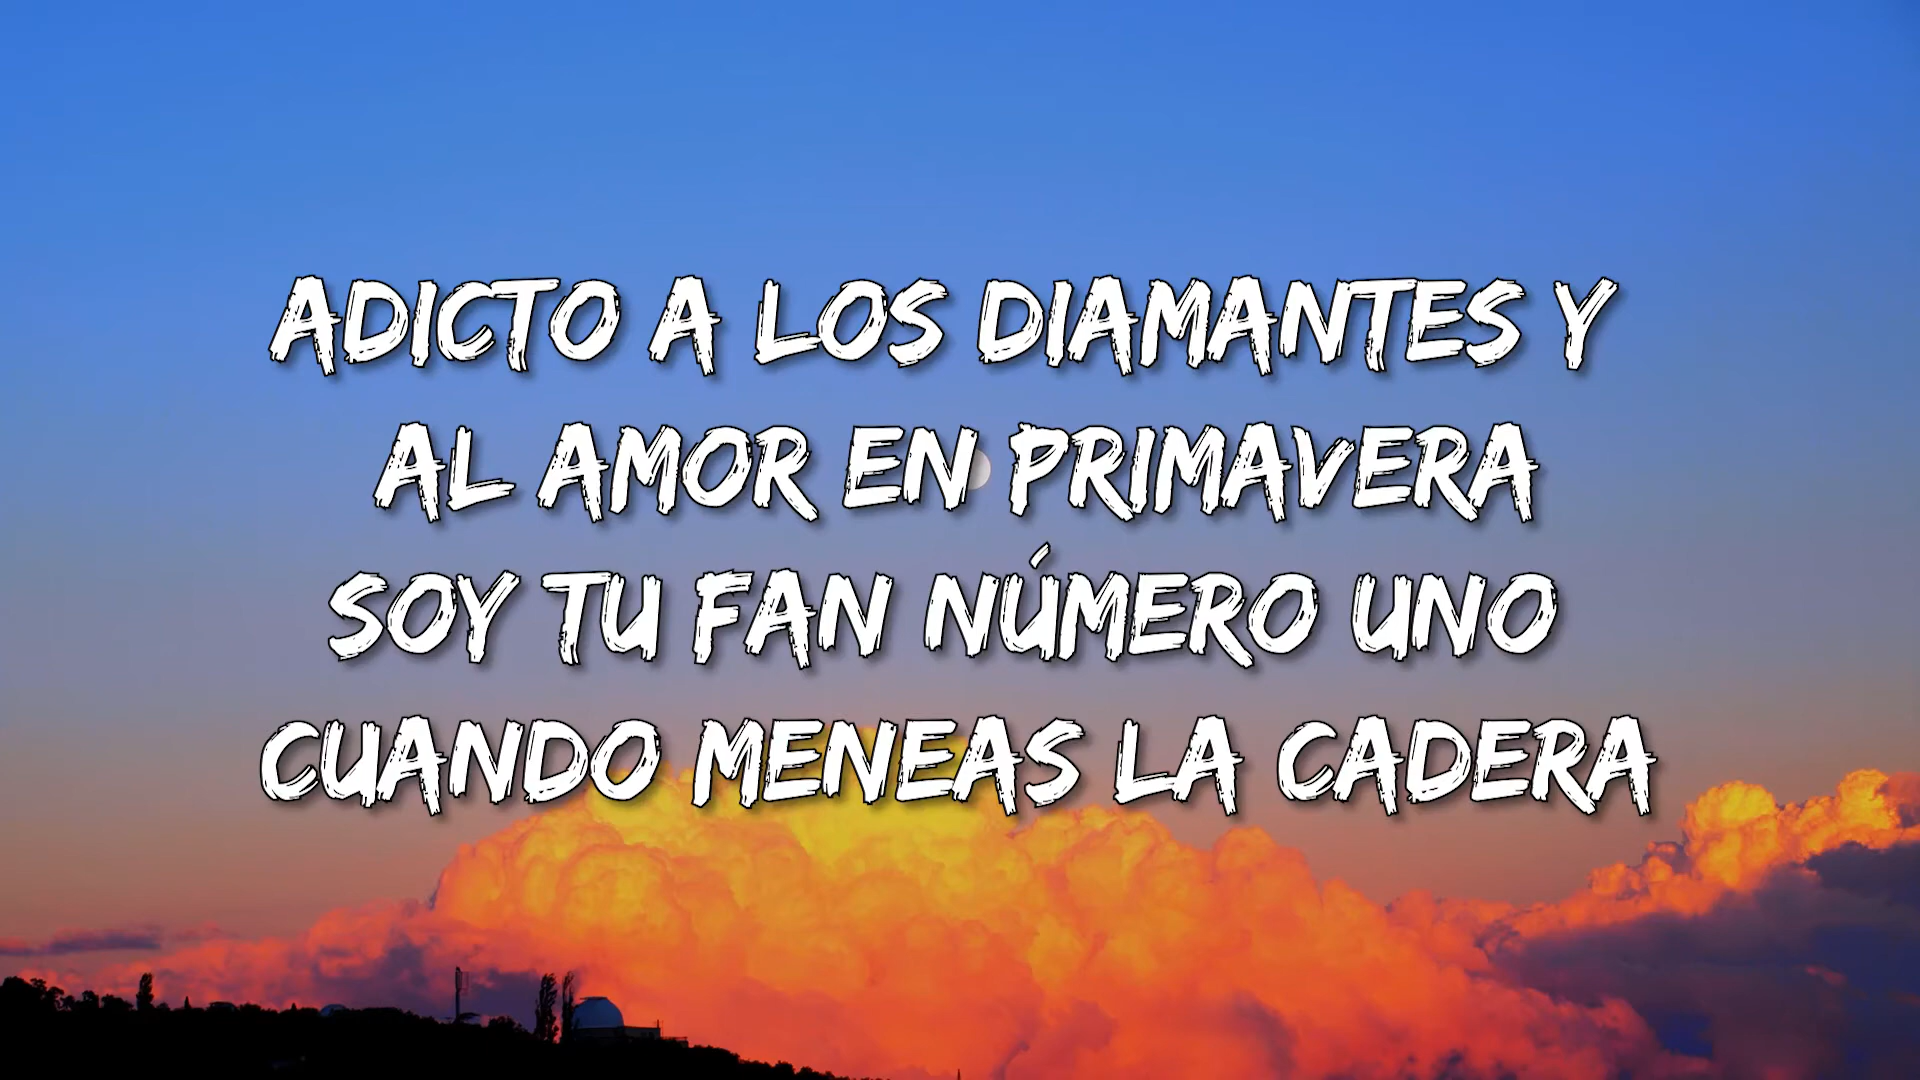 ADICTO A LOS DIAMANTES Y
AL AMOR EN PRIMAVERA
SOY TU FAN NÚMERO UNO
CUANDO MENEAS LA CADERA